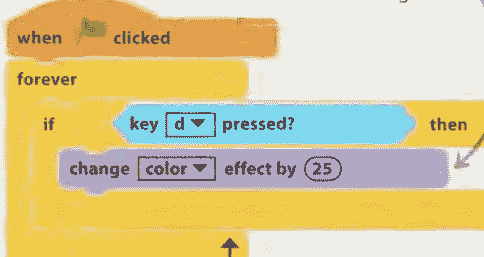 when clicked
forever
if key d pressed? then
change color effect by 25